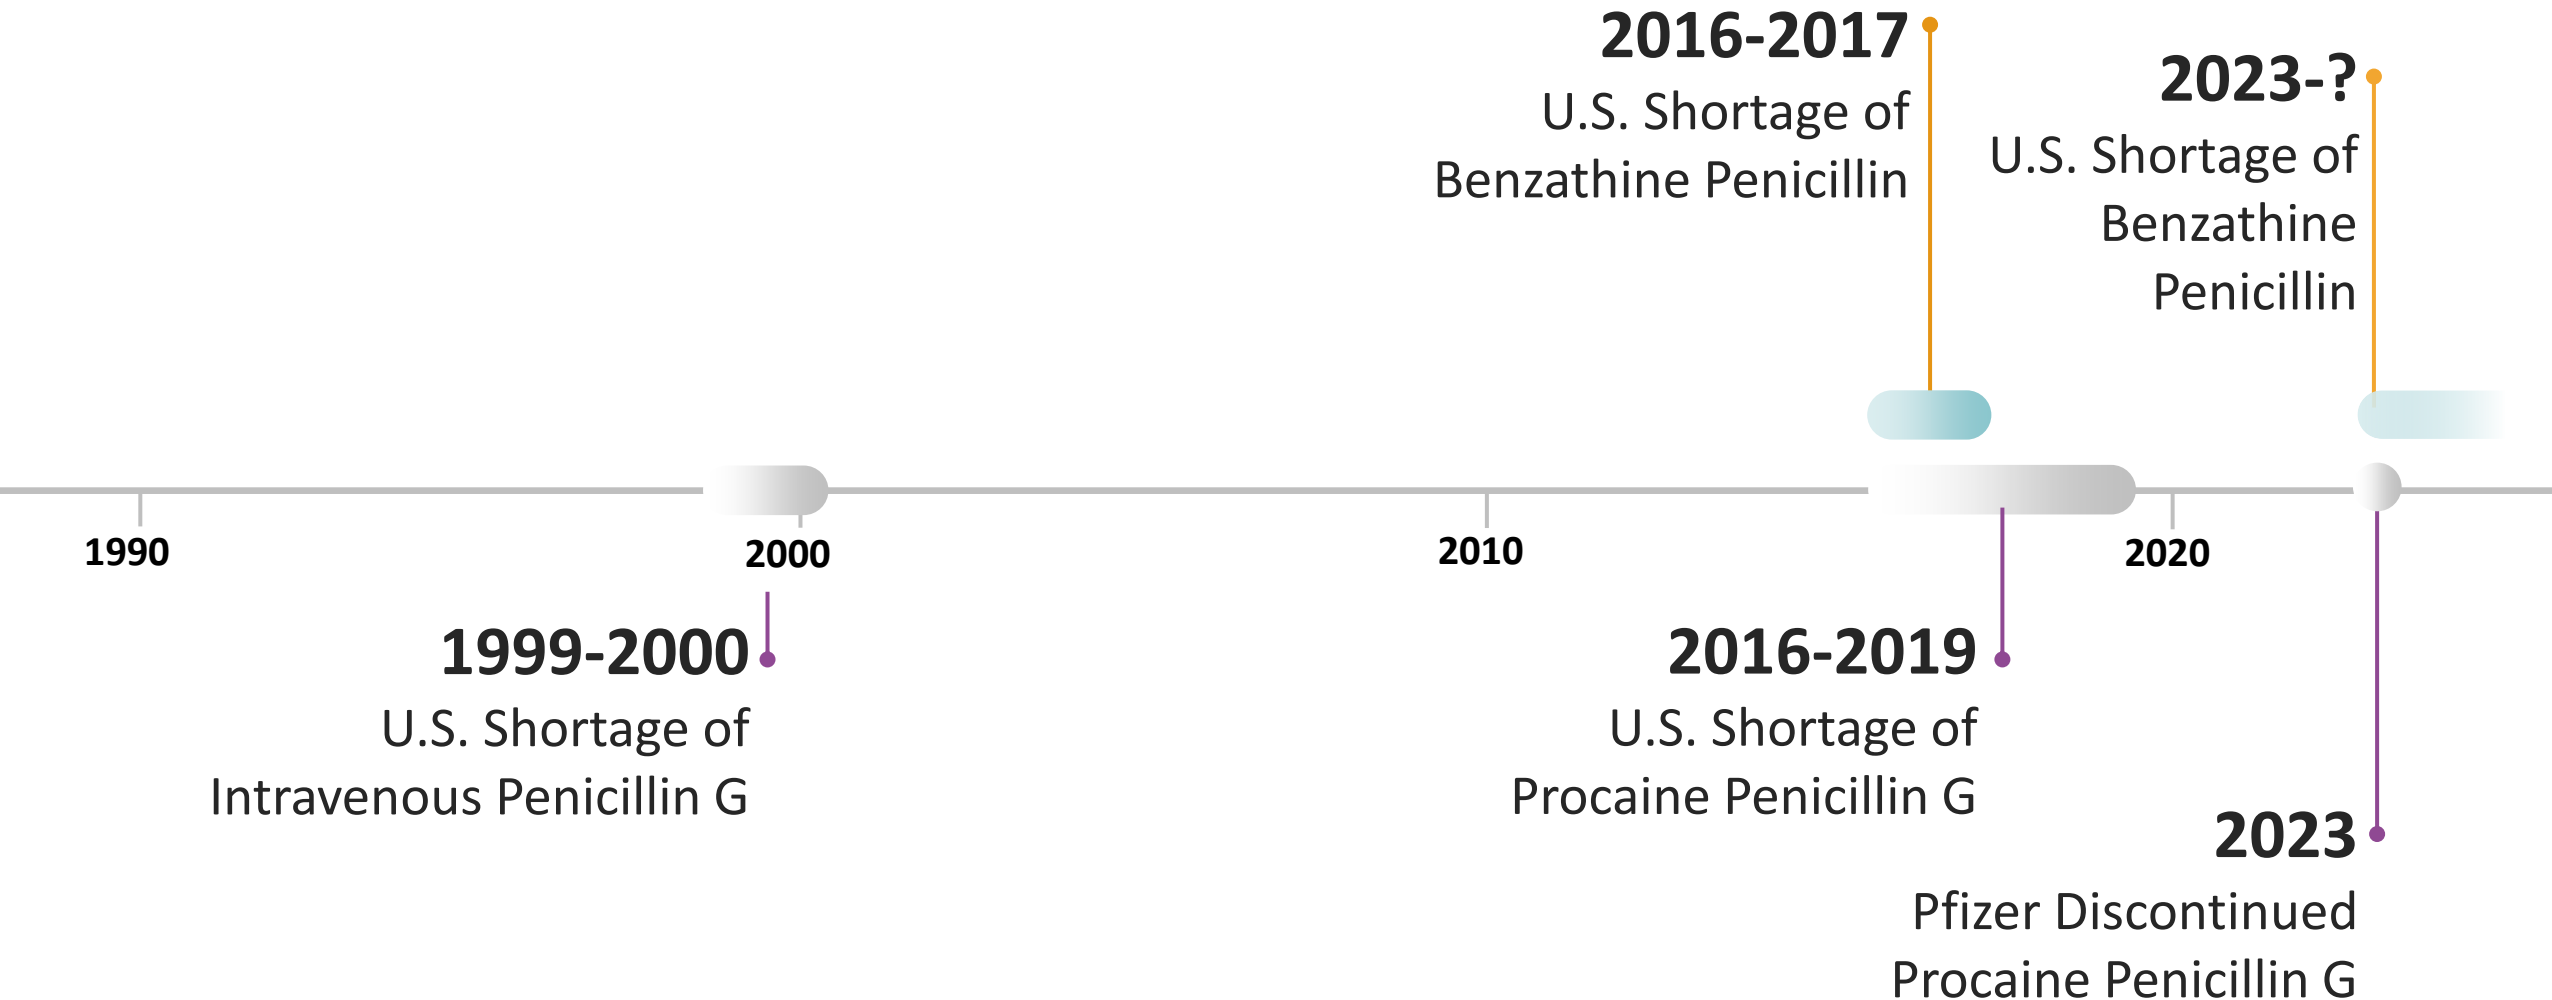 2016-2017
U.S. Shortage of
Benzathine Penicillin
2023-?
U.S. Shortage of
Benzathine
Penicillin
1990
2000
2010
2020
1999-2000
U.S. Shortage of
Intravenous Penicillin G
2016-2019
U.S. Shortage of
Procaine Penicillin G
2023
Pfizer Discontinued
Procaine Penicillin G